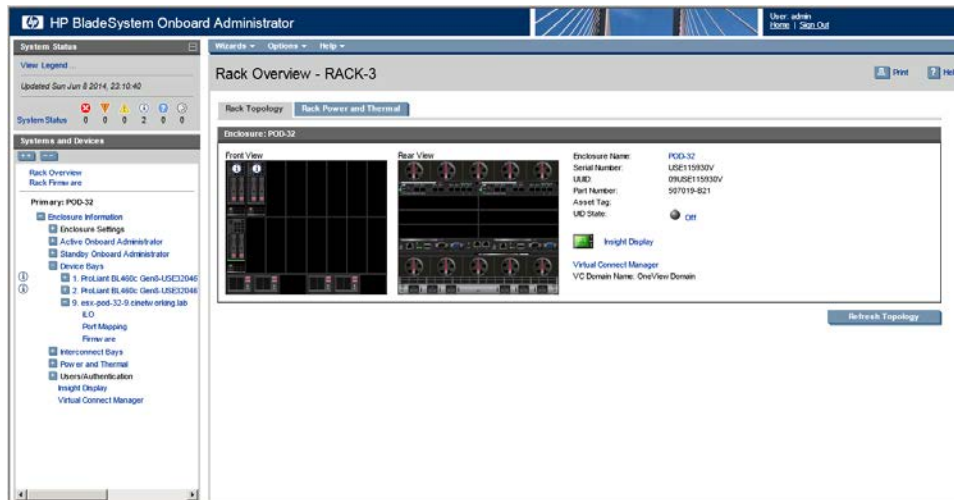 HP BladeSystem Onboard Administrator
User: admin
Home | Sign Out
System Status
Wizards Options Help
View Legend...
Updated Sun Jun 8 2014, 23:10:40
System Status 0 0 0 2 0 0
Systems and Devices
Rack Overview
Rack Firmware
Primary: POD-32
Enclosure Information
Enclosure Settings
Active Onboard Administrator
Standby Onboard Administrator
Device Bays
1. ProLiant BL460c Gen8-USE32046
2. ProLiant BL460c Gen8-USE32046
9. esx-pod-32-9.cinetworking.lab
iLO
Port Mapping
Firmware
Interconnect Bays
Power and Thermal
Users/Authentication
Insight Display
Virtual Connect Manager
Rack Overview - RACK-3
Print
Rack Topology Rack Power and Thermal
Enclosure: POD-32
Front View
Rear View
Enclosure Name: POD-32
Serial Number: USE115930V
UUID: 09USE115930V
Part Number: 507019-B21
Asset Tag:
UID State: Off
Insight Display
Virtual Connect Manager
VC Domain Name: OneView Domain
Refresh Topology